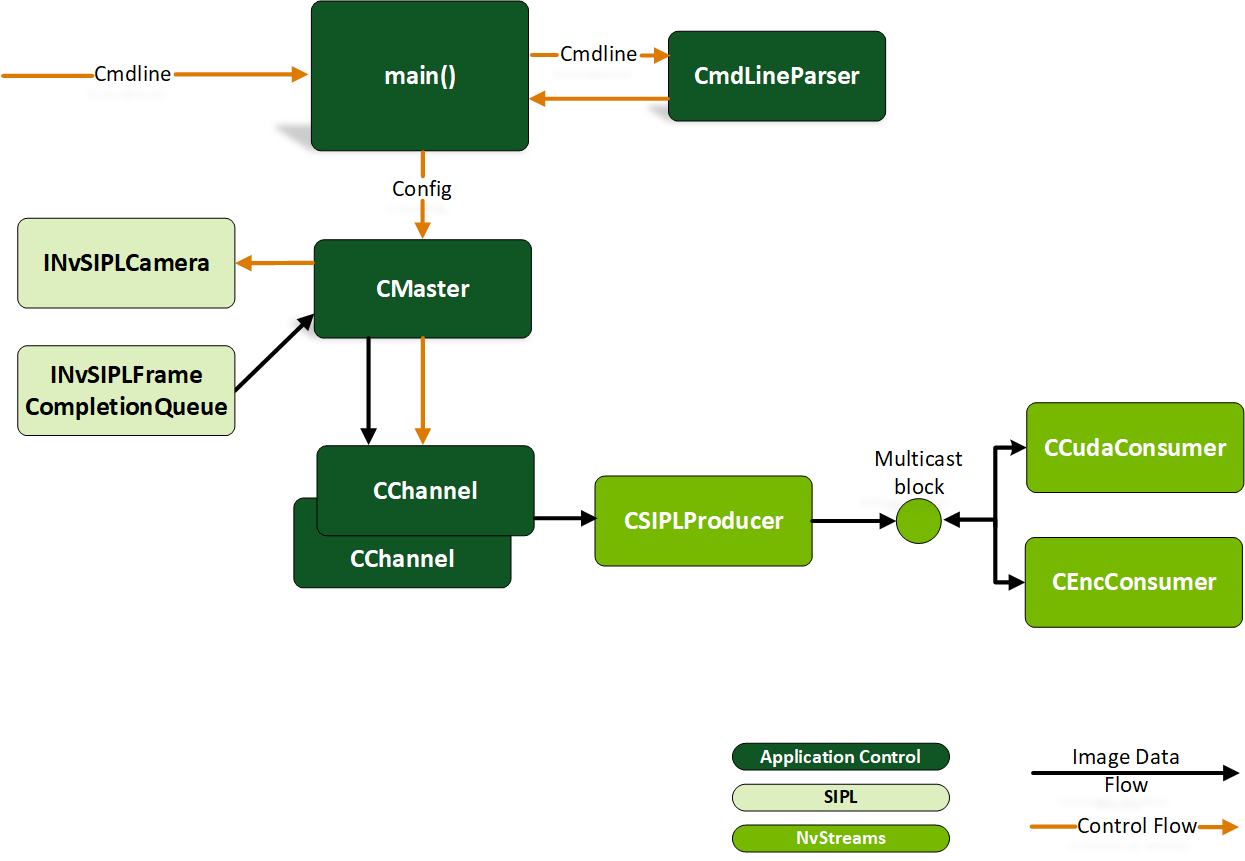 Cmdline
main()
Cmdline
CmdLineParser
Config
INvSIPLCamera
CMaster
INvSIPLFrame
CompletionQueue
CChannel
CChannel
CSIPLProducer
Multicast
block
CCudaConsumer
CEncConsumer
Application Control
SIPL
NvStreams
Image Data
Flow
Control Flow